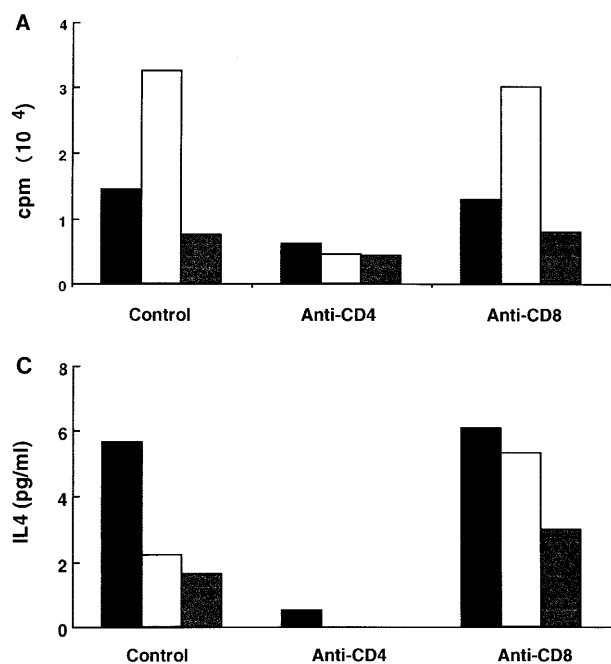 A
cpm (10 4)
4
3
2
1
0
Control Anti-CD4 Anti-CD8
C
IL4 (pg/ml)
8
6
4
2
0
Control Anti-CD4 Anti-CD8